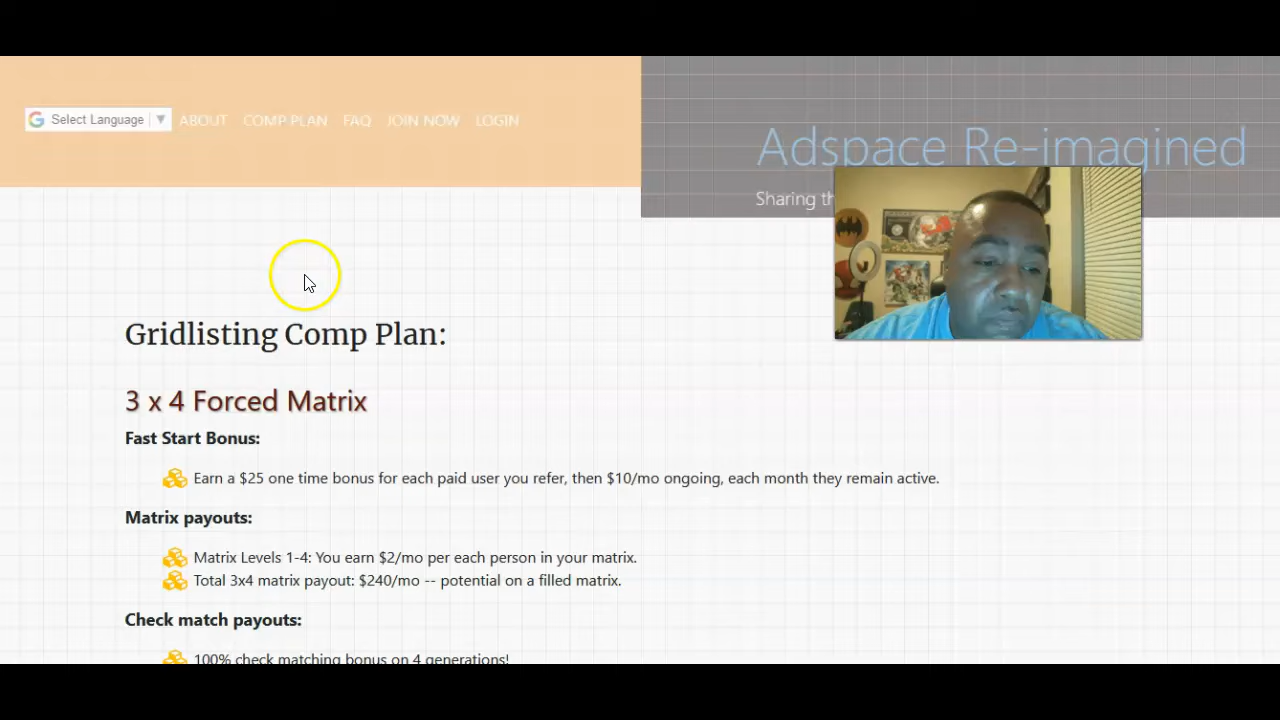 Select Language ▼
ABOUT COMP PLAN FAQ JOIN NOW LOGIN
Adspace Re-imagined
Sharing
Gridlisting Comp Plan:
3 x 4 Forced Matrix
Fast Start Bonus:
Earn a $25 one time bonus for each paid user you refer, then $10/mo ongoing, each month they remain active.
Matrix payouts:
Matrix Levels 1-4: You earn $2/mo per each person in your matrix.
Total 3x4 matrix payout: $240/mo -- potential on a filled matrix.
Check match payouts:
100% check matching bonus on 4 generations!